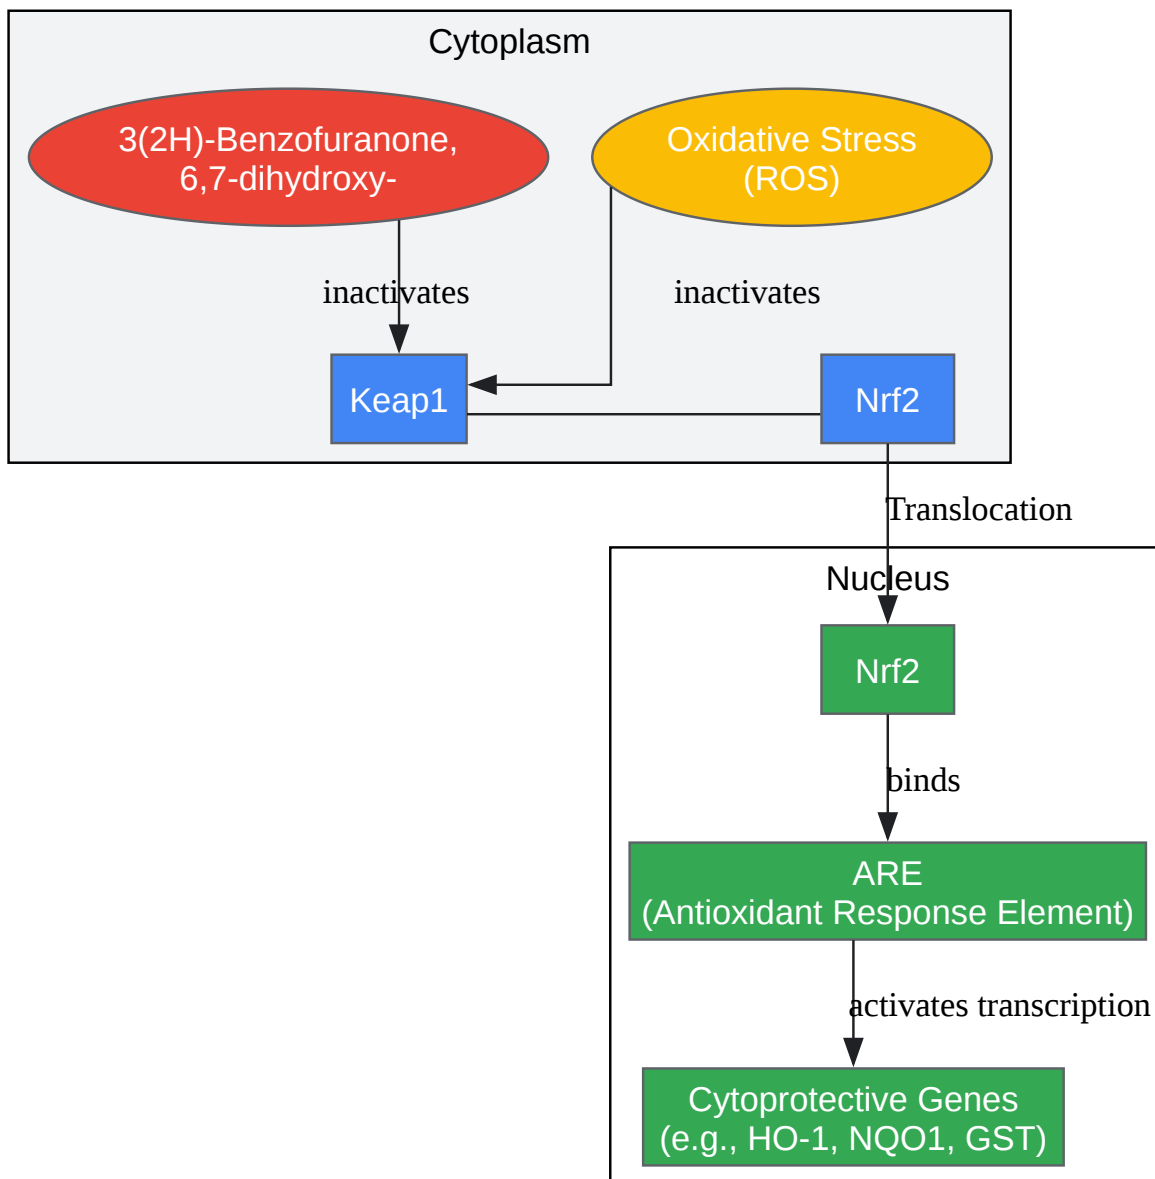 Cytoplasm
3(2H)-Benzofuranone,
6,7-dihydroxy-
Oxidative Stress
(ROS)
inactivates
inactivates
Keap1
Nrf2
Translocation
Nucleus
Nrf2
binds
ARE
(Antioxidant Response Element)
activates transcription
Cytoprotective Genes
(e.g., HO-1, NQO1, GST)